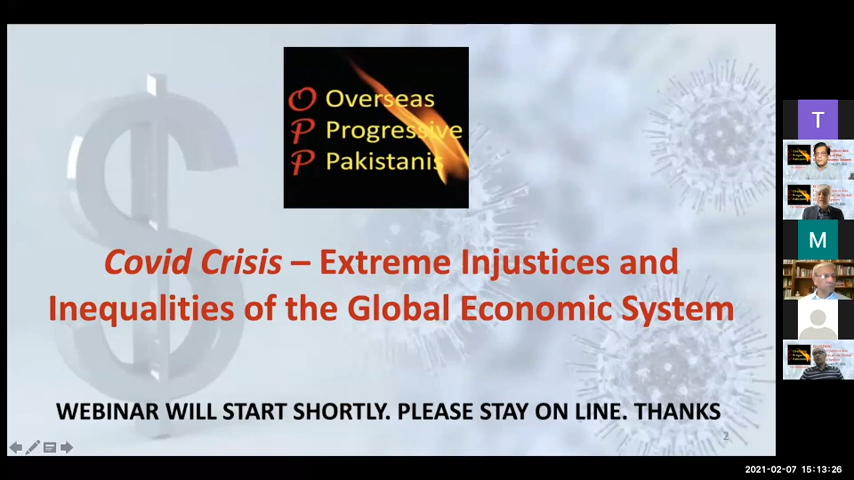 O Overseas
P Progressive
P Pakistanis
Covid Crisis – Extreme Injustices and
Inequalities of the Global Economic System
WEBINAR WILL START SHORTLY. PLEASE STAY ON LINE. THANKS
2
T
M
2021-02-07 15:13:26